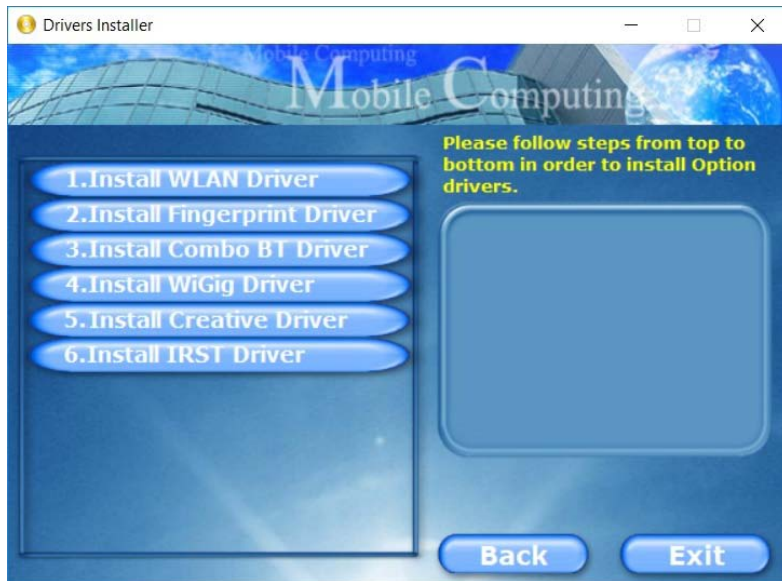 Drivers Installer
Mobile Computing
Mobile Computing
Please follow steps from top to
bottom in order to install Option
drivers.
1.Install WLAN Driver
2.Install Fingerprint Driver
3.Install Combo BT Driver
4.Install WiGig Driver
5.Install Creative Driver
6.Install IRST Driver
Back
Exit